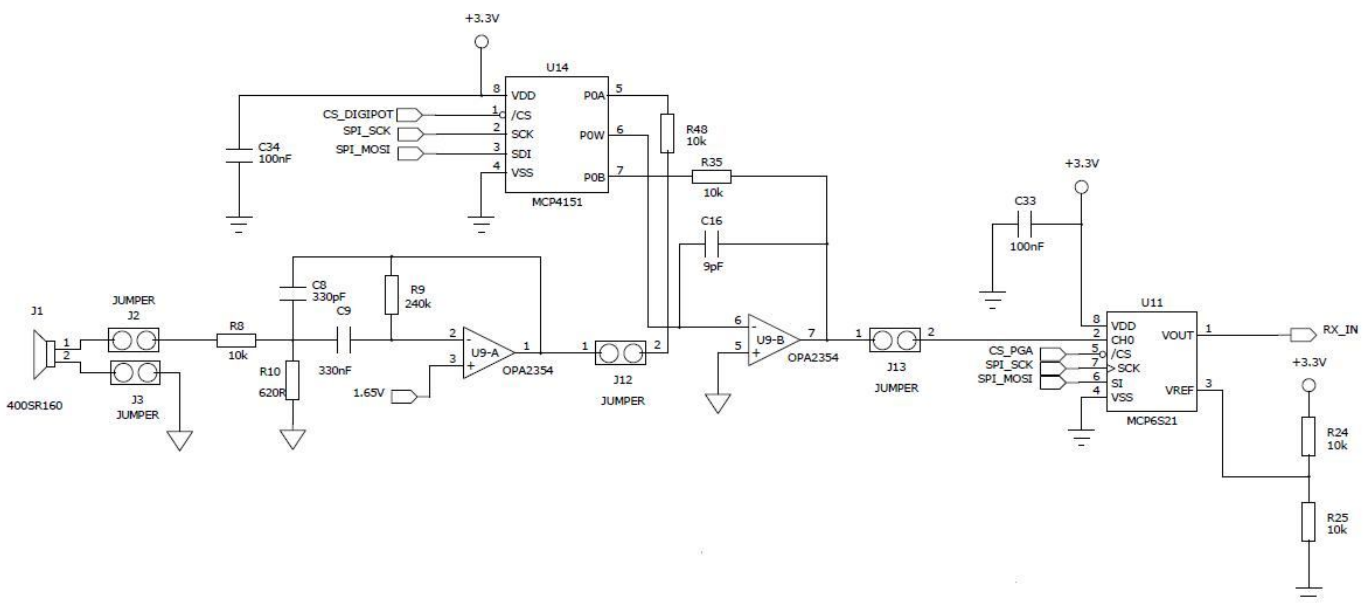 +3.3V
U14
8 VDD P0A 5
CS_DIGIPOT 1 /CS
SPI_SCK 2 SCK P0W 6
SPI_MOSI 3 SDI
4 VSS P0B 7
MCP4151
C34
100nF
R48
10k
R35
10k
C16
9pF
+3.3V
C33
100nF
C8
330pF
C9
330nF
R9
240k
J1
1
2
400SR160
JUMPER
J2
J3
JUMPER
R8
10k
R10
620R
1.65V
2 -
3 +
U9-A
1
OPA2354
1 2
J12
JUMPER
6 -
5 +
U9-B
7
OPA2354
1 2
J13
JUMPER
U11
8 VDD VOUT 1
2 CH0
CS_PGA 5 /CS
SPI_SCK 7 SCK
SPI_MOSI 6 SI VREF 3
4 VSS
MCP6S21
RX_IN
+3.3V
R24
10k
R25
10k